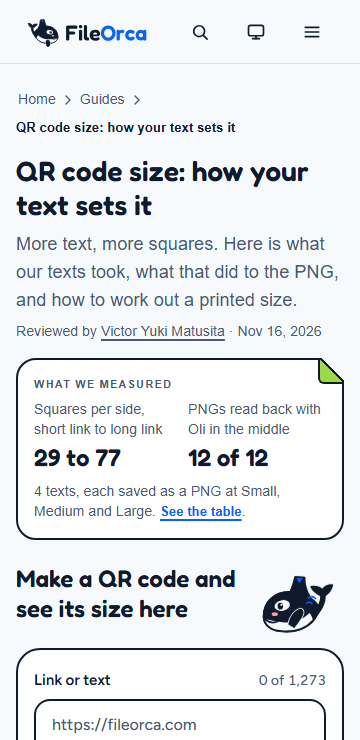 FileOrca
Home > Guides >
QR code size: how your text sets it
QR code size: how your
text sets it
More text, more squares. Here is what
our texts took, what that did to the PNG,
and how to work out a printed size.
Reviewed by Victor Yuki Matusita · Nov 16, 2026
WHAT WE MEASURED
Squares per side,
short link to long link
29 to 77
PNGs read back with
Oli in the middle
12 of 12
4 texts, each saved as a PNG at Small,
Medium and Large. See the table.
Make a QR code and
see its size here
Link or text
0 of 1,273
https://fileorca.com